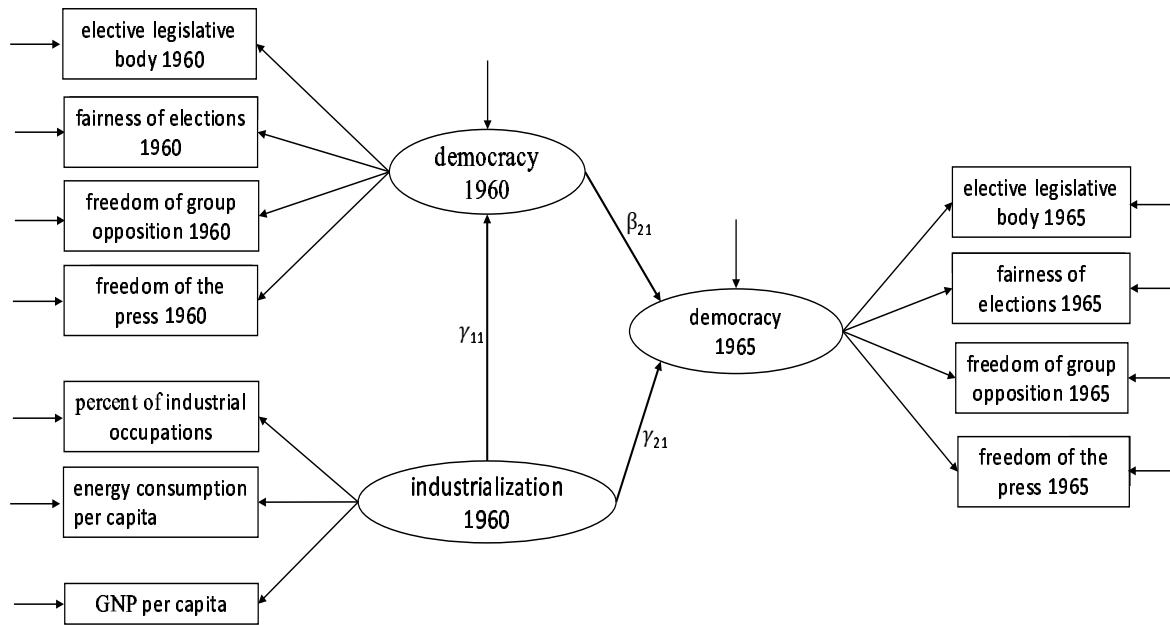 elective legislative
body 1960
fairness of elections
1960
freedom of group
opposition 1960
freedom of the
press 1960
percent of industrial
occupations
energy consumption
per capita
GNP per capita
democracy
1960
γ11
industrialization
1960
β21
γ21
democracy
1965
elective legislative
body 1965
fairness of
elections 1965
freedom of group
opposition 1965
freedom of the
press 1965